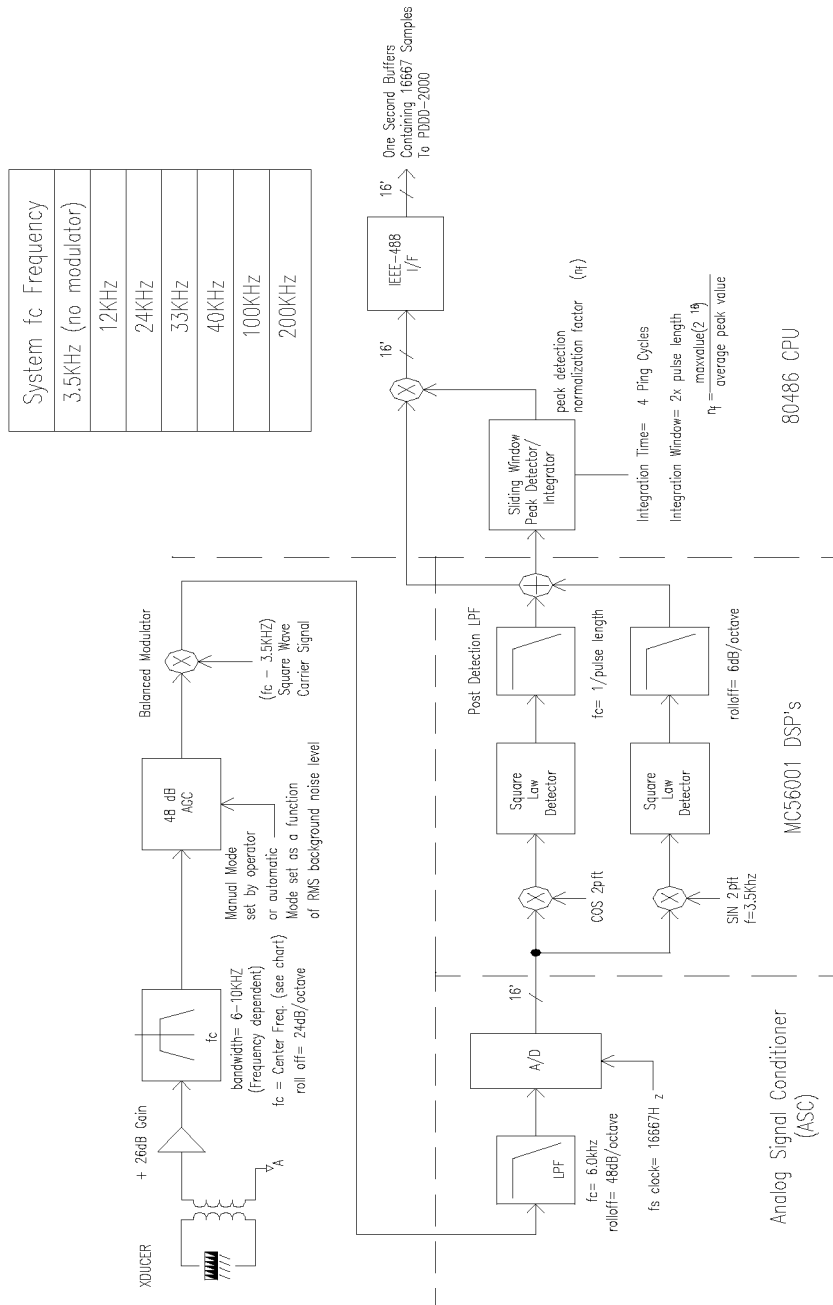 System fc Frequency
3.5KHz (no modulator)
12KHz
24KHz
33KHz
40KHz
100KHz
200KHz
XDUCER
A
+ 26dB Gain
fc
bandwidth= 6-10KHZ
(Frequency dependent)
fc = Center Freq. (see chart)
roll off= 24dB/octave
48 dB
AGC
Manual Mode
set by operator
or automatic
Mode set as a function
of RMS background noise level
Balanced Modulator
X
(fc - 3.5KHZ)
Square Wave
Carrier Signal
LPF
fc= 6.0khz
rolloff= 48dB/octave
A/D
fs clock= 16667H z
16'
Analog Signal Conditioner
(ASC)
X
COS 2pft
X
SIN 2pft
f=3.5Khz
Square
Law
Detector
Square
Law
Detector
Post Detection LPF
fc= 1/pulse length
rolloff= 6dB/octave
MC56001 DSP's
+
Sliding Window
Peak Detector/
Integrator
peak detection
normalization factor (nf)
Integration Time= 4 Ping Cycles
Integration Window= 2x pulse length
nf = maxvalue(2 16)
average peak value
X
16'
IEEE-488
I/F
16'
One Second Buffers
Containing 16667 Samples
To PDDD-2000
80486 CPU